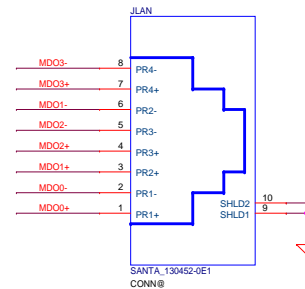 JLAN
MDO3- 8 PR4-
MDO3+ 7 PR4+
MDO1- 6 PR2-
MDO2- 5 PR3-
MDO2+ 4 PR3+
MDO1+ 3 PR2+
MDO0- 2 PR1-
MDO0+ 1 PR1+
SHLD2 10
SHLD1 9
SANTA_130452-0E1
CONN@